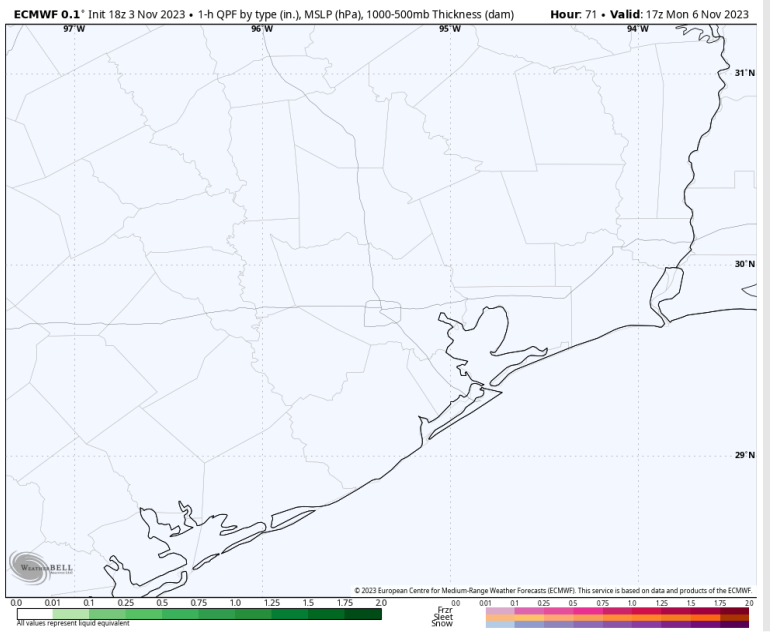 ECMWF 0.1° Init 18z 3 Nov 2023 • 1-h QPF by type (in.), MSLP (hPa), 1000-500mb Thickness (dam) Hour: 71 • Valid: 17z Mon 6 Nov 2023
97°W 96°W 95°W 94°W
31°N
30°N
29°N
WEATHERBELL
© 2023 European Centre for Medium-Range Weather Forecasts (ECMWF). This service is based on data and products of the ECMWF.
0.0 0.01 0.1 0.25 0.5 0.75 1.0 1.25 1.5 1.75 2.0 0.0 0.01 0.1 0.25 0.5 0.75 1.0 1.25 1.5 1.75 2.0
Frzr
Sleet
Snow
All values represent liquid equivalent